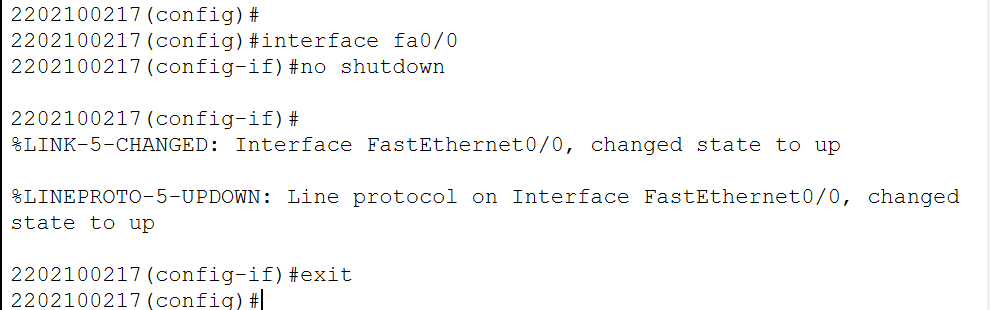 2202100217(config)#
2202100217(config)#interface fa0/0
2202100217(config-if)#no shutdown
2202100217(config-if)#
%LINK-5-CHANGED: Interface FastEthernet0/0, changed state to up
%LINEPROTO-5-UPDOWN: Line protocol on Interface FastEthernet0/0, changed
state to up
2202100217(config-if)#exit
2202100217(config)#